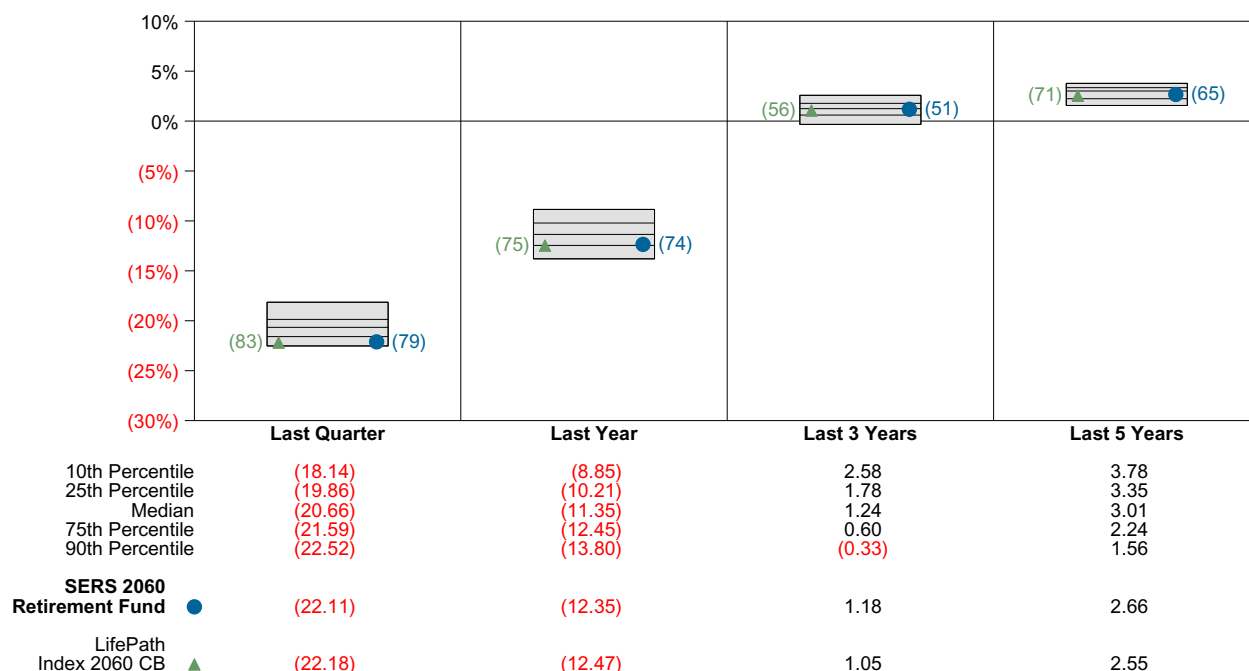 10%
5%
0%
(5%)
(10%)
(15%)
(20%)
(25%)
(30%)
(83) (79)
(75) (74)
(56) (51)
(71) (65)
Last Quarter Last Year Last 3 Years Last 5 Years
10th Percentile (18.14) (8.85) 2.58 3.78
25th Percentile (19.86) (10.21) 1.78 3.35
Median (20.66) (11.35) 1.24 3.01
75th Percentile (21.59) (12.45) 0.60 2.24
90th Percentile (22.52) (13.80) (0.33) 1.56
SERS 2060
Retirement Fund (22.11) (12.35) 1.18 2.66
LifePath
Index 2060 CB (22.18) (12.47) 1.05 2.55